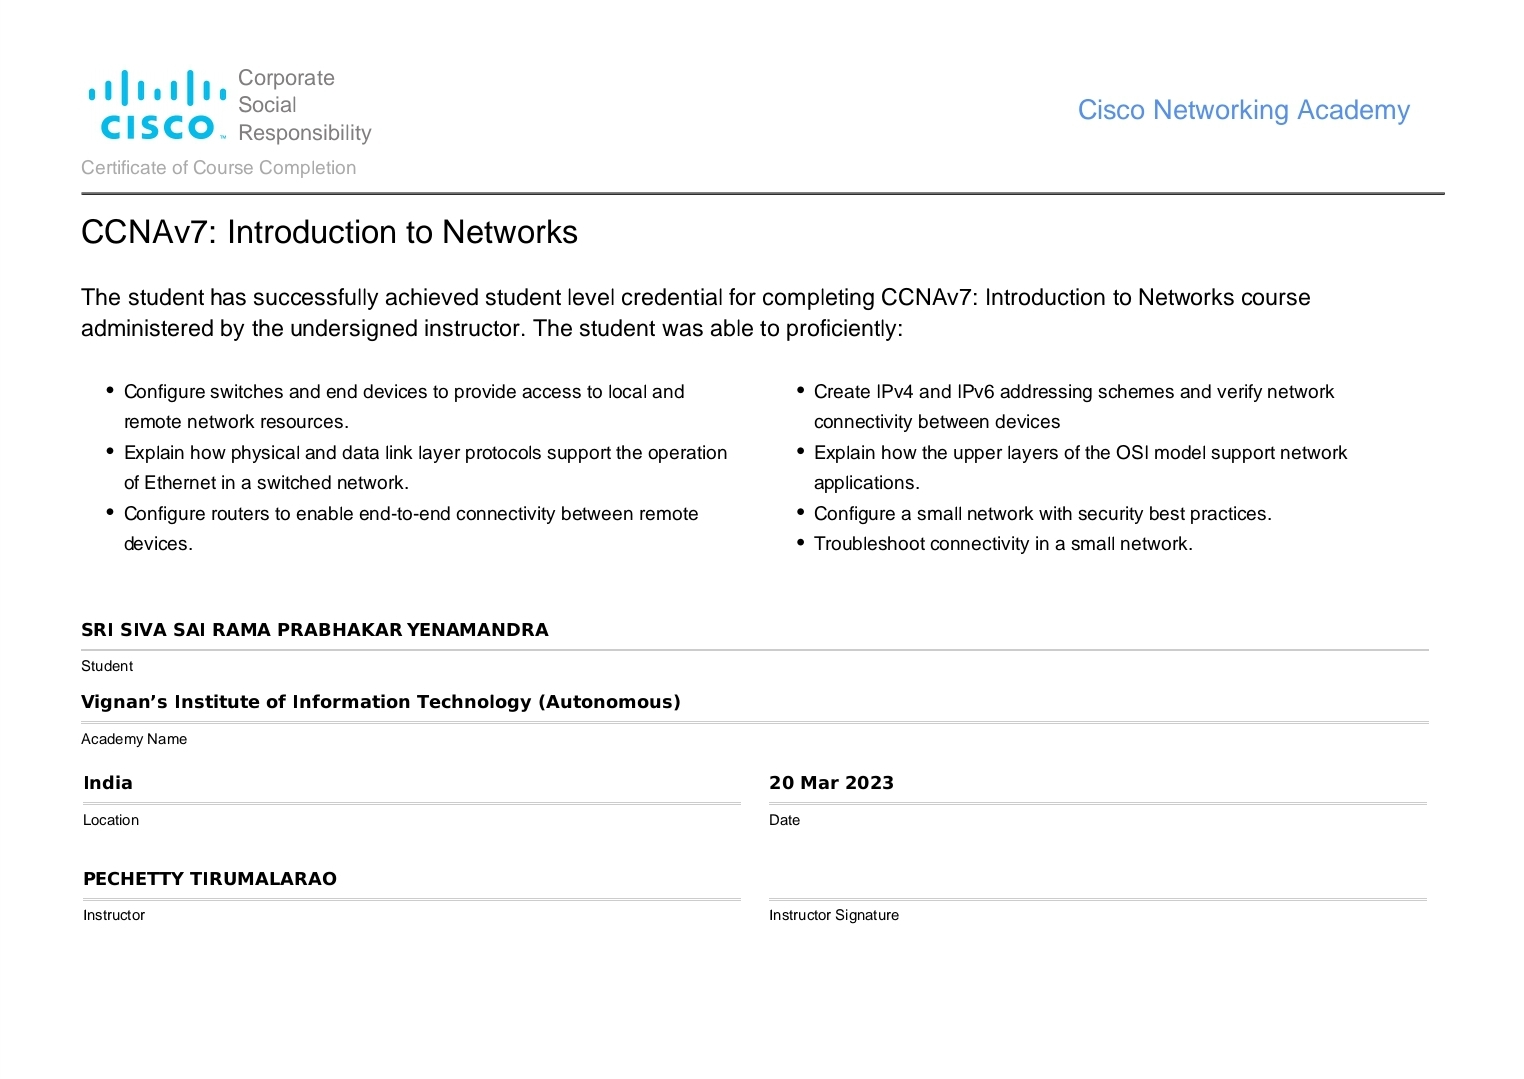 Corporate
Social
Responsibility
CISCO™
Cisco Networking Academy
Certificate of Course Completion
CCNAv7: Introduction to Networks
The student has successfully achieved student level credential for completing CCNAv7: Introduction to Networks course
administered by the undersigned instructor. The student was able to proficiently:
• Configure switches and end devices to provide access to local and
remote network resources.
• Explain how physical and data link layer protocols support the operation
of Ethernet in a switched network.
• Configure routers to enable end-to-end connectivity between remote
devices.
• Create IPv4 and IPv6 addressing schemes and verify network
connectivity between devices
• Explain how the upper layers of the OSI model support network
applications.
• Configure a small network with security best practices.
• Troubleshoot connectivity in a small network.
SRI SIVA SAI RAMA PRABHAKAR YENAMANDRA
Student
Vignan’s Institute of Information Technology (Autonomous)
Academy Name
India
Location
20 Mar 2023
Date
PECHETTY TIRUMALARAO
Instructor
Instructor Signature